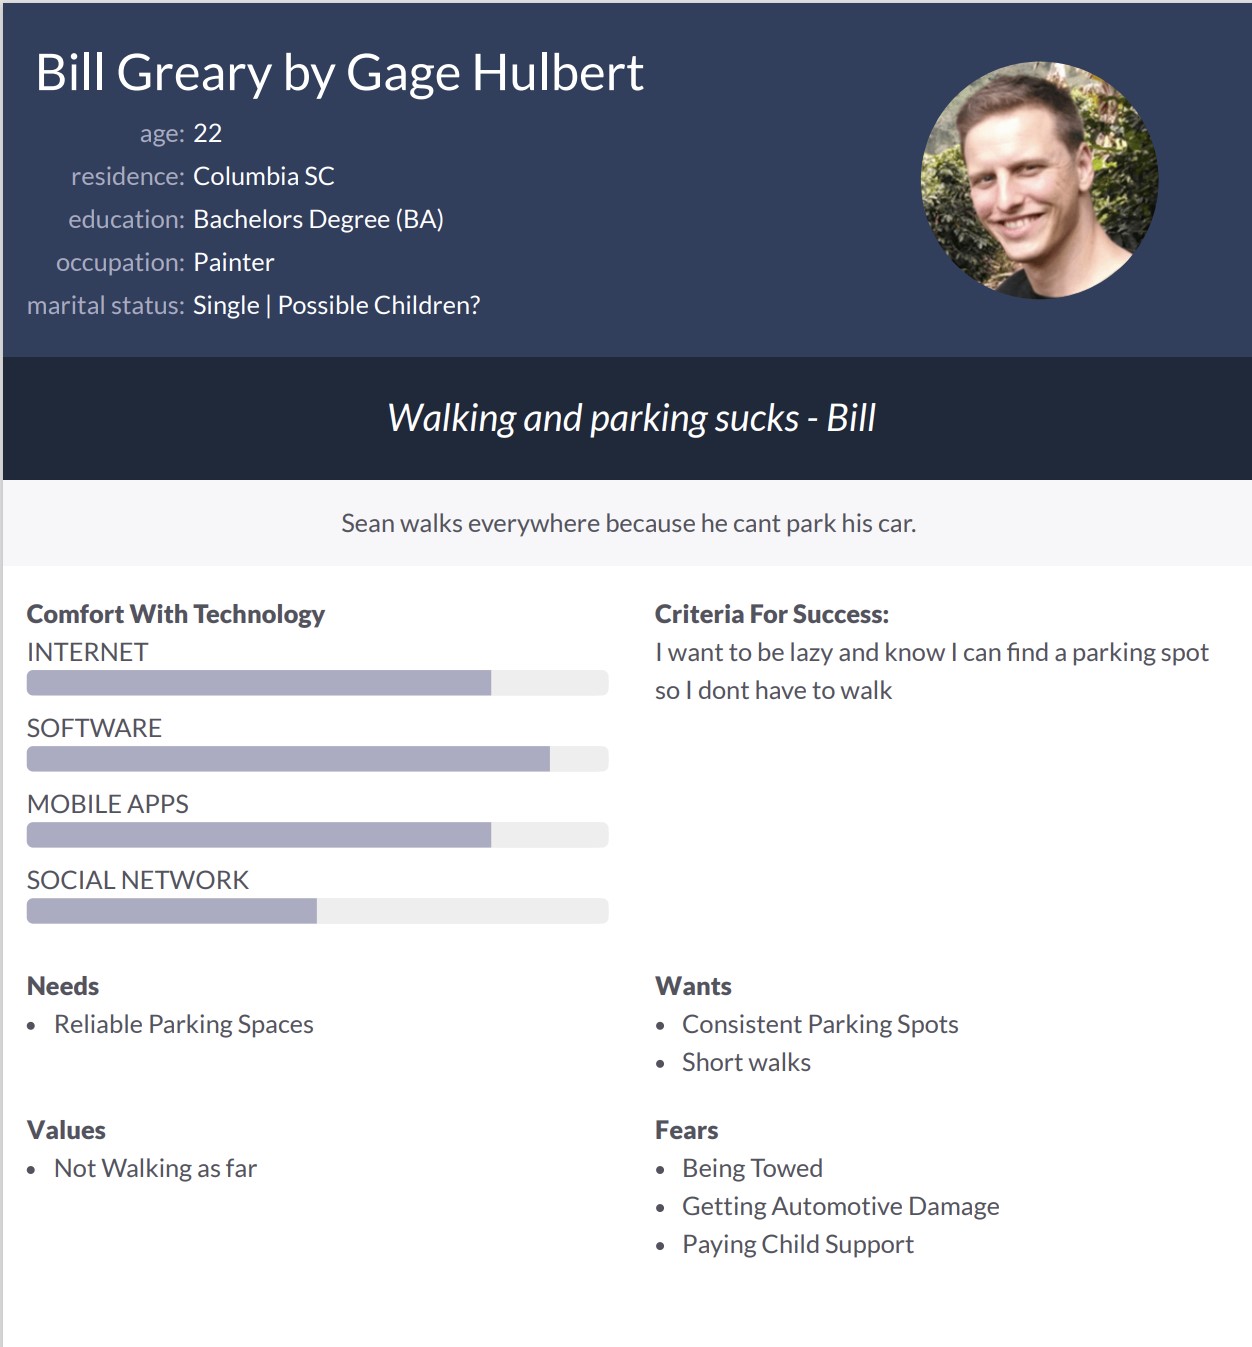 Bill Greary by Gage Hulbert
age: 22
residence: Columbia SC
education: Bachelors Degree (BA)
occupation: Painter
marital status: Single | Possible Children?
Walking and parking sucks - Bill
Sean walks everywhere because he cant park his car.
Comfort With Technology
INTERNET
SOFTWARE
MOBILE APPS
SOCIAL NETWORK
Criteria For Success:
I want to be lazy and know I can find a parking spot
so I dont have to walk
Needs
• Reliable Parking Spaces
Wants
• Consistent Parking Spots
• Short walks
Values
• Not Walking as far
Fears
• Being Towed
• Getting Automotive Damage
• Paying Child Support